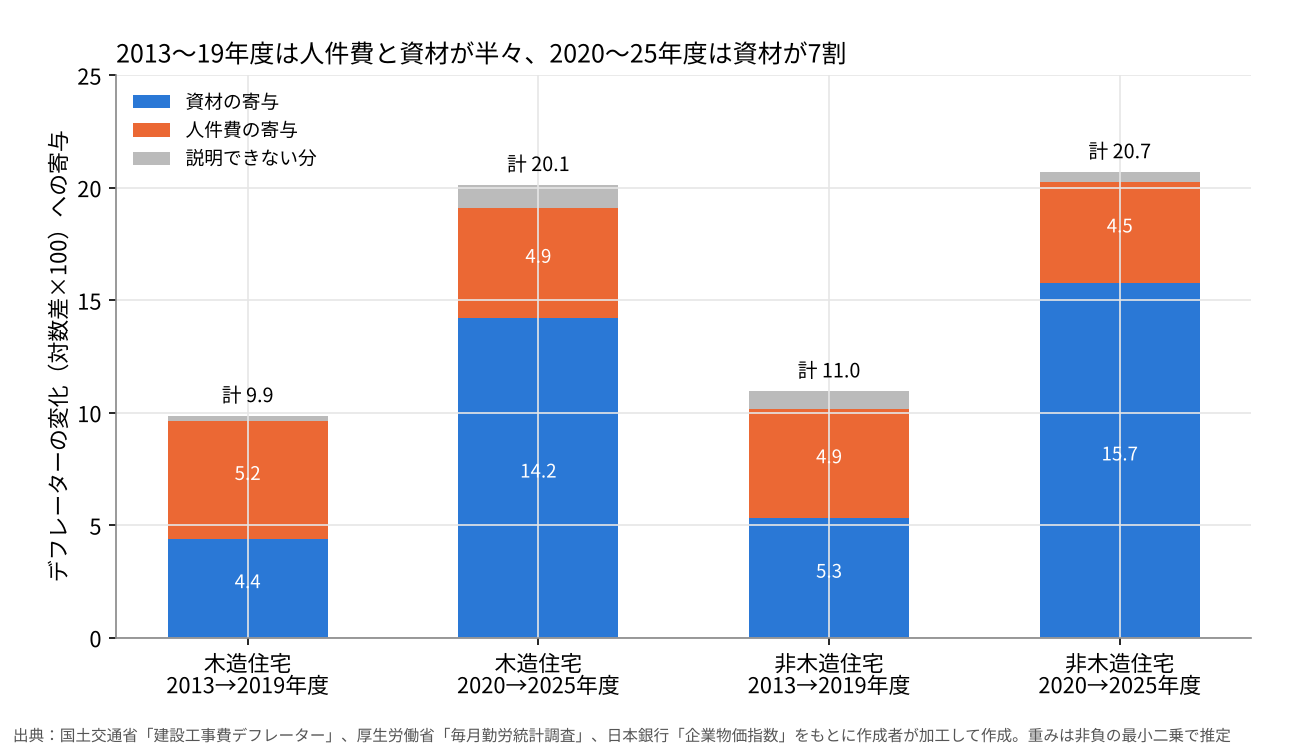 2013～19年度は人件費と資材が半々、2020～25年度は資材が7割
デフレーターの変化（対数差×100）への寄与
25
20
15
10
5
0
資材の寄与
人件費の寄与
説明できない分
計 9.9
5.2
4.4
計 20.1
4.9
14.2
計 11.0
4.9
5.3
計 20.7
4.5
15.7
木造住宅
2013→2019年度
木造住宅
2020→2025年度
非木造住宅
2013→2019年度
非木造住宅
2020→2025年度
出典：国土交通省「建設工事費デフレーター」、厚生労働省「毎月勤労統計調査」、日本銀行「企業物価指数」をもとに作成者が加工して作成。重みは非負の最小二乗で推定